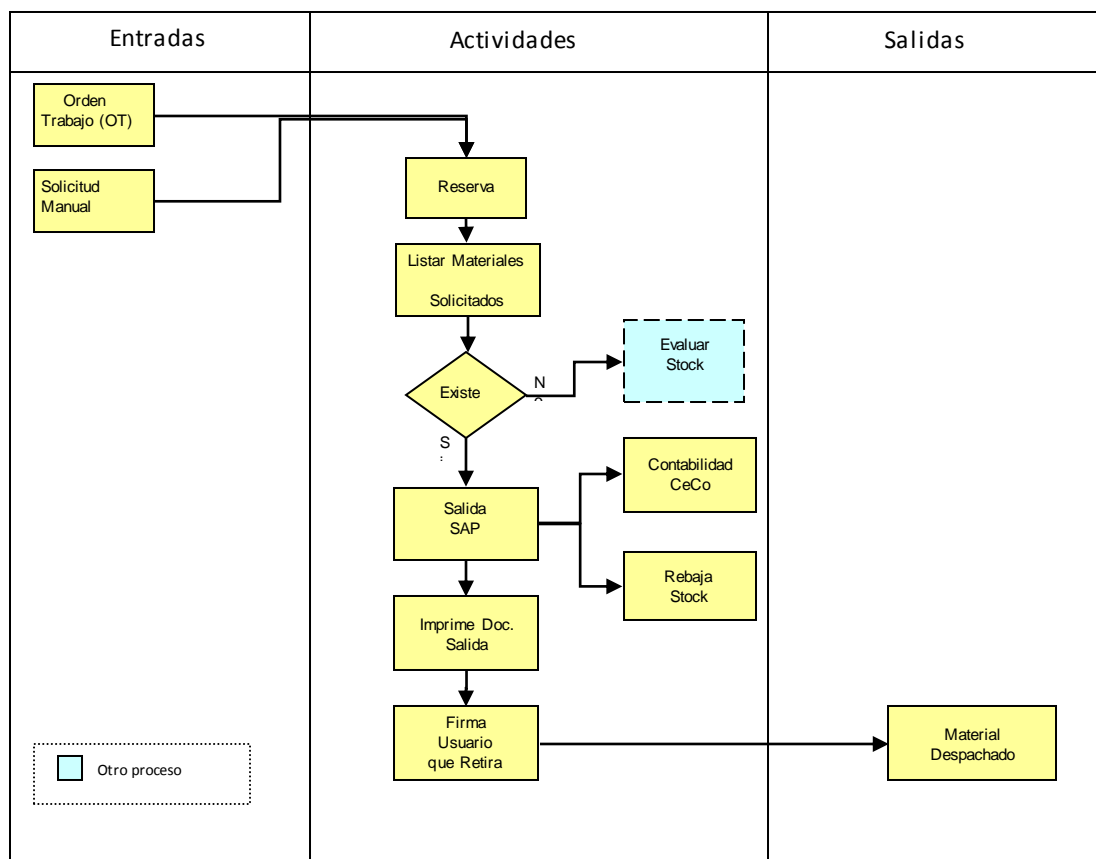 Entradas
Actividades
Salidas
Orden
Trabajo (OT)
Solicitud
Manual
Reserva
Listar Materiales
Solicitados
Existe
Evaluar
Stock
Salida
SAP
Contabilidad
CeCo
Rebaja
Stock
Imprime Doc.
Salida
Firma
Usuario
que Retira
Material
Despachado
Otro proceso